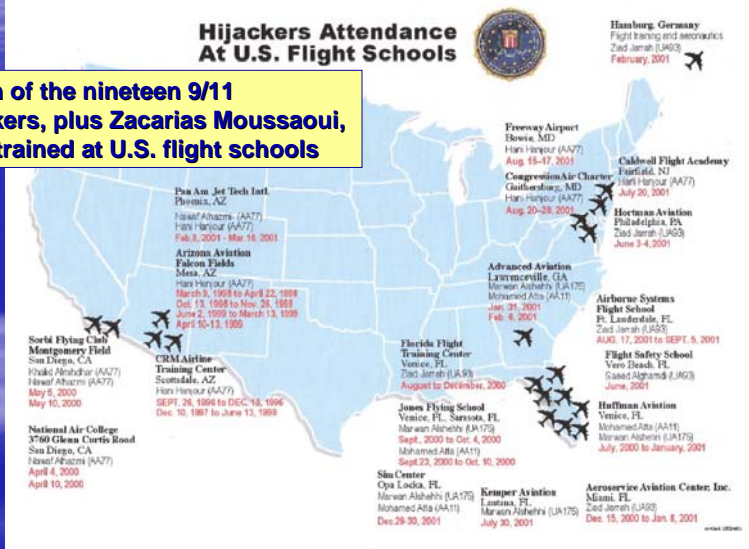 Hijackers Attendance
At U.S. Flight Schools
of the nineteen 9/11
kers, plus Zacarias Moussaoui,
trained at U.S. flight schools
Hamburg, Germany
Flight training and aeronautics
Ziad Jarrah (UA93)
February, 2001
Freeway Airport
Bowie, MD
Hani Hanjour (AA77)
Aug. 15-17, 2001
CongressionAir Charter
Gaithersburg, MD
Hani Hanjour (AA77)
Aug. 20-28, 2001
Caldwell Flight Academy
Fairfield, NJ
Hani Hanjour (AA77)
July 20, 2001
Hortman Aviation
Philadelphia, PA
Ziad Jarrah (UA93)
June 3-4, 2001
Pan Am Jet Tech Intl.
Phoenix, AZ
Nawaf Alhazmi (AA77)
Hani Hanjour (AA77)
Feb.8, 2001 - Mar.16, 2001
Arizona Aviation
Falcon Fields
Mesa, AZ
Hani Hanjour (AA77)
March 9, 1998 to April 22, 1998
Oct. 13, 1998 to Nov. 25, 1998
June 2, 1999 to March 13, 1999
April 10-13, 1999
Advanced Aviation
Lawrenceville, GA
Marwan Alshehhi (UA175)
Mohamed Atta (AA11)
Jan. 31, 2001
Feb. 6, 2001
Airborne Systems
Flight School
Ft. Lauderdale, FL
Ziad Jarrah (UA93)
AUG. 17, 2001 to SEPT. 5, 2001
Sorbi Flying Club
Montgomery Field
San Diego, CA
Khalid Almihdhar (AA77)
Nawaf Alhazmi (AA77)
May 5, 2000
May 10, 2000
CRM Airline
Training Center
Scottsdale, AZ
Hani Hanjour (AA77)
SEPT. 26, 1996 to DEC. 18, 1996
Dec. 10, 1997 to June 13, 1998
Florida Flight
Training Center
Venice, FL
Ziad Jarrah (UA93)
August to December, 2000
Flight Safety School
Vero Beach, FL
Saeed Alghamdi (UA93)
June, 2001
National Air College
3760 Glenn Curtis Road
San Diego, CA
Nawaf Alhazmi (AA77)
April 4, 2000
April 10, 2000
Jones Flying School
Venice, FL, Sarasota, FL
Marwan Alshehhi (UA175)
Sept., 2000 to Oct. 4, 2000
Mohamed Atta (AA11)
Sept.23, 2000 to Oct. 10, 2000
Huffman Aviation
Venice, FL
Mohamed Atta (AA11)
Marwan Alshehhi (UA175)
July, 2000 to January, 2001
Sim Center
Opa Locka, FL
Marwan Alshehhi (UA175)
Mohamed Atta (AA11)
Dec.29-30, 2001
Kemper Aviation
Lantana, FL
Marwan Alshehhi (UA175)
July 30, 2001
Aeroservice Aviation Center, Inc.
Miami, FL
Ziad Jarrah (UA93)
Dec. 15, 2000 to Jan. 8, 2001